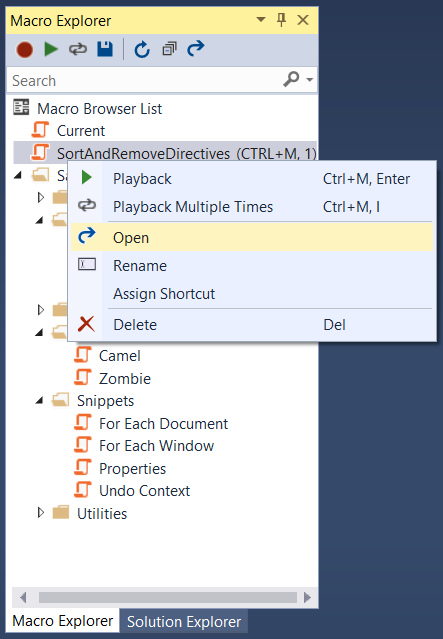 Macro Explorer
Search
Macro Browser List
Current
SortAndRemoveDirectives (CTRL+M, 1)
Playback Ctrl+M, Enter
Playback Multiple Times Ctrl+M, I
Open
Rename
Assign Shortcut
Delete Del
Camel
Zombie
Snippets
For Each Document
For Each Window
Properties
Undo Context
Utilities
Macro Explorer Solution Explorer